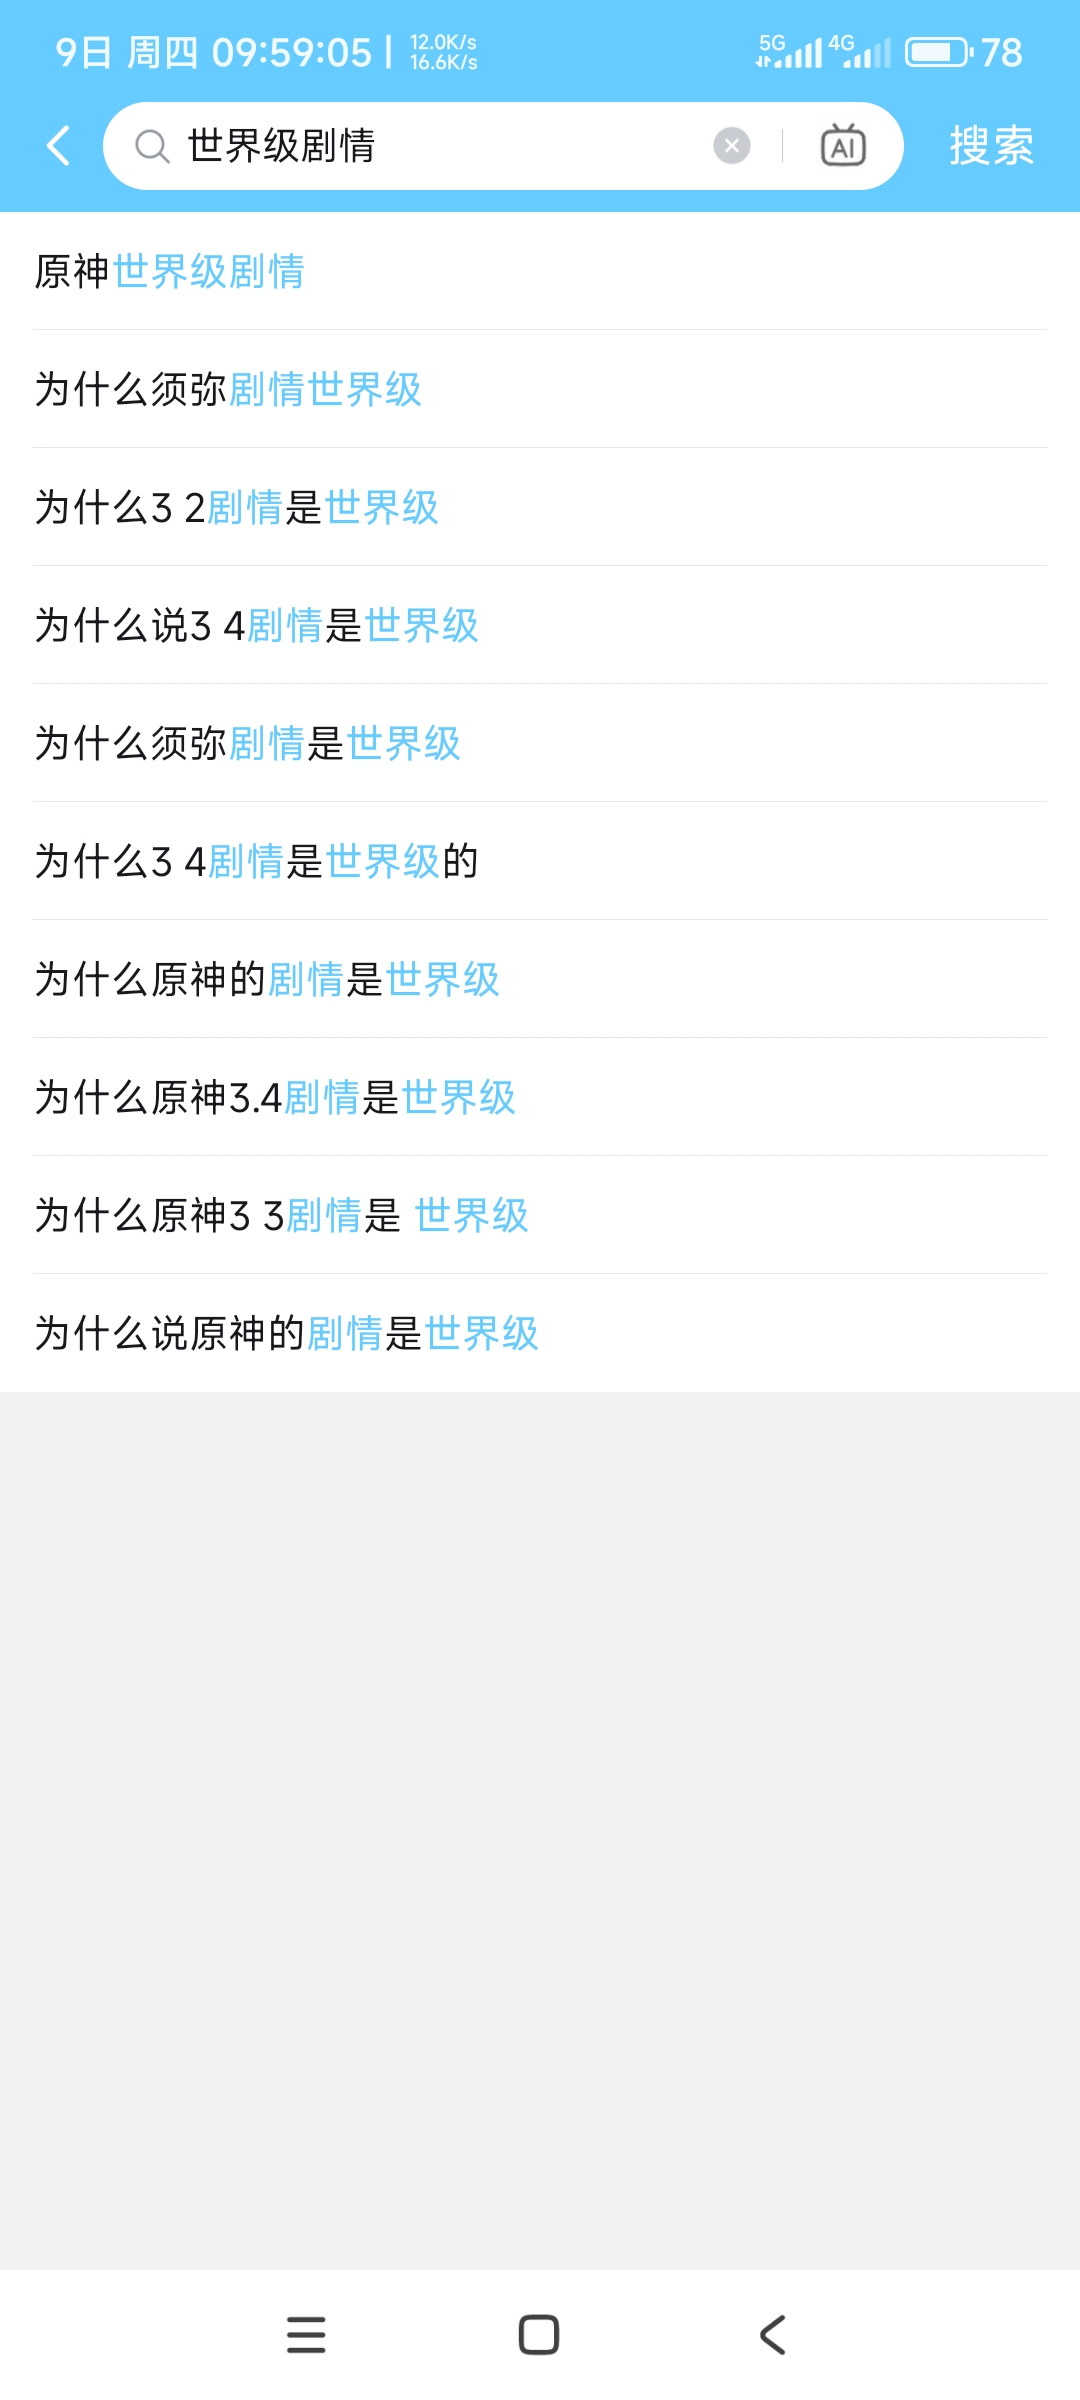 9日 周四 09:59:05 | 12.0K/s 16.6K/s 5G 4G 78
世界级剧情 AI 搜索
原神世界级剧情
为什么须弥剧情世界级
为什么3 2剧情是世界级
为什么说3 4剧情是世界级
为什么须弥剧情是世界级
为什么3 4剧情是世界级的
为什么原神的剧情是世界级
为什么原神3.4剧情是世界级
为什么原神3 3剧情是 世界级
为什么说原神的剧情是世界级